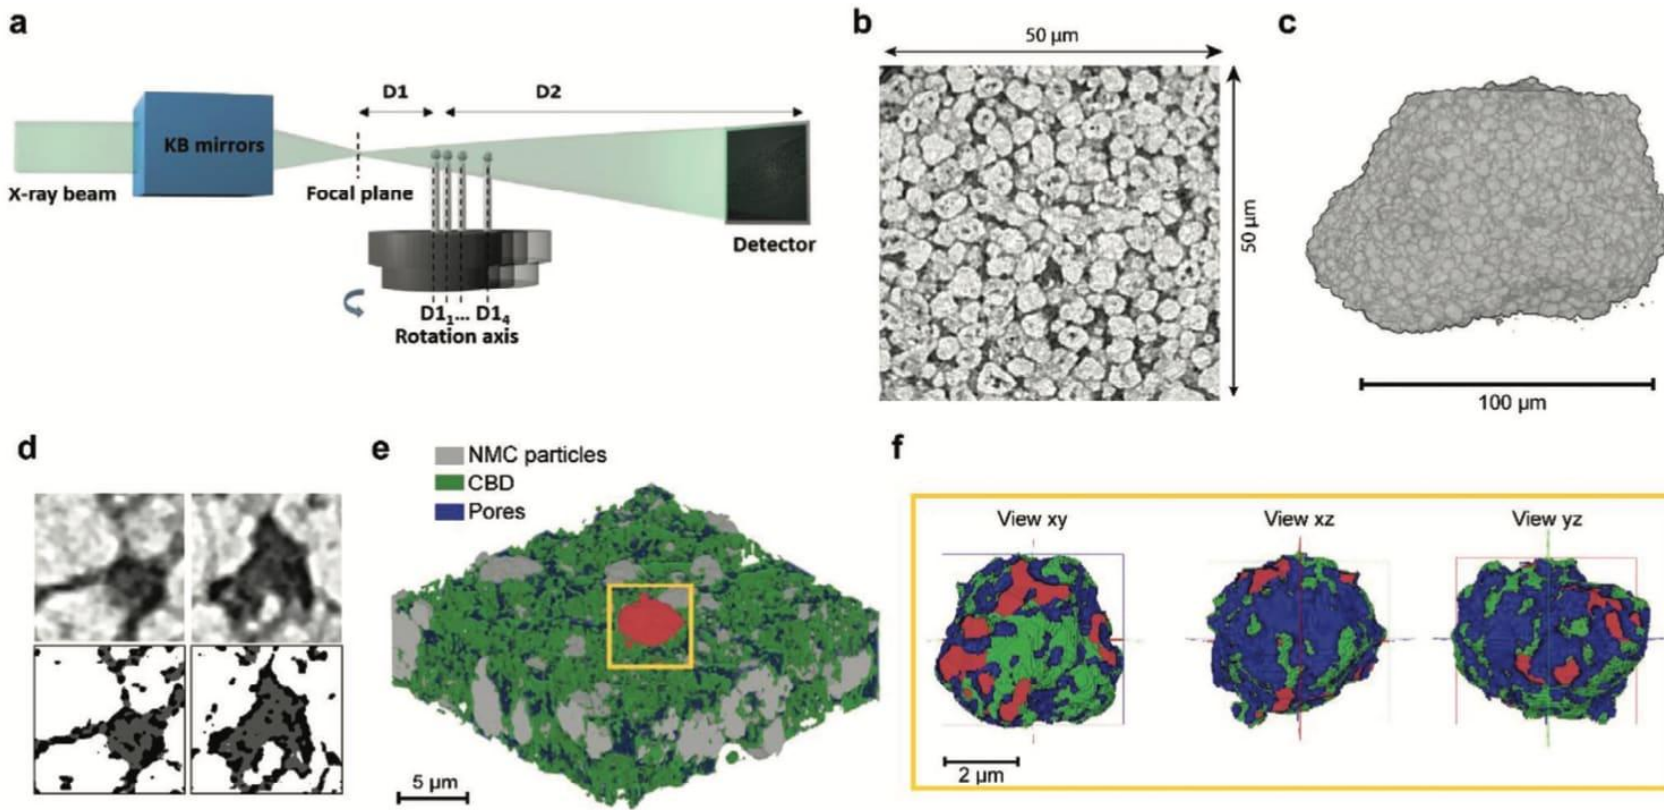 a
D1
D2
KB mirrors
X-ray beam
Focal plane
Detector
D1₁... D1₄
Rotation axis
b
50 µm
50 µm
c
100 µm
d
e
NMC particles
CBD
Pores
5 µm
f
View xy
View xz
View yz
2 µm